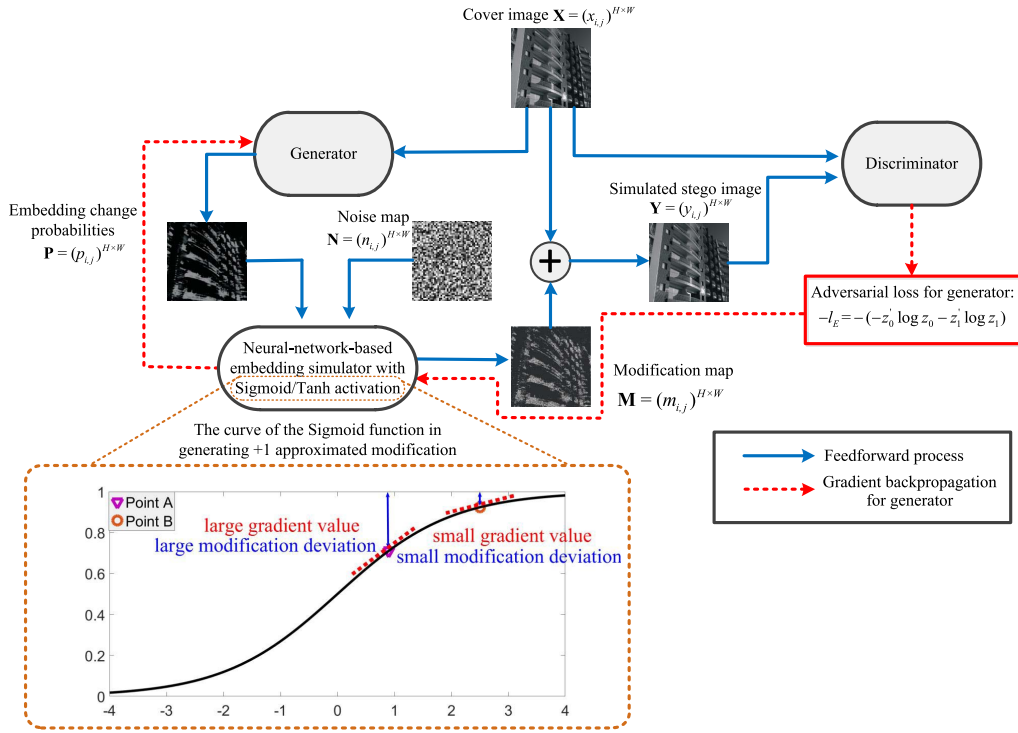 Cover image X = (x_{i,j})^{H×W}
Generator
Discriminator
Embedding change
probabilities
P = (p_{i,j})^{H×W}
Noise map
N = (n_{i,j})^{H×W}
Simulated stego image
Y = (y_{i,j})^{H×W}
+
Adversarial loss for generator:
-l_E = -(-z'_0 log z_0 - z'_1 log z_1)
Neural-network-based
embedding simulator with
Sigmoid/Tanh activation
Modification map
M = (m_{i,j})^{H×W}
The curve of the Sigmoid function in
generating +1 approximated modification
Feedforward process
Gradient backpropagation
for generator
Point A
Point B
large gradient value
large modification deviation
small gradient value
small modification deviation
1
0.8
0.6
0.4
0.2
0
-4 -3 -2 -1 0 1 2 3 4